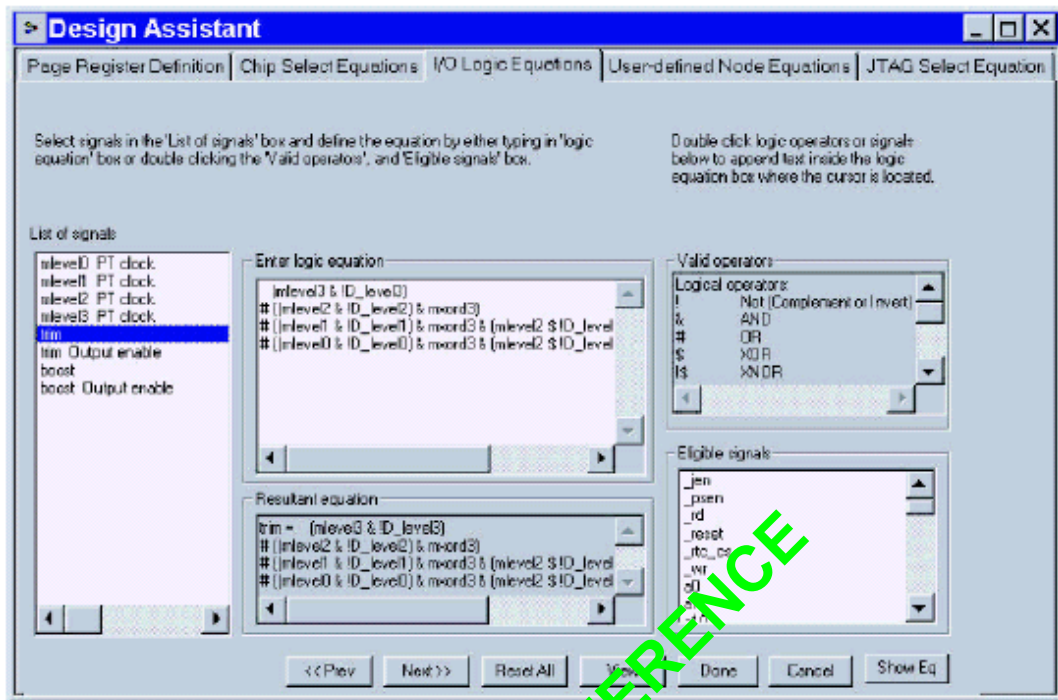 Design Assistant
Page Register Definition
Chip Select Equations
I/O Logic Equations
User-defined Node Equations
JTAG Select Equation
Select signals in the 'List of signals' box and define the equation by either typing in 'logic
equation' box or double clicking the 'Valid operators', and 'Eligible signals' box.
Double click logic operators or signals
below to append text inside the logic
equation box where the cursor is located.
List of signals
mlevel0 PT clock
mlevel1 PT clock
mlevel2 PT clock
mlevel3 PT clock
trim
trim Output enable
boost
boost Output enable
Enter logic equation
(mlevel3 & !D_level3)
# ((mlevel2 & !D_level2) & mxord3)
# ((mlevel1 & !D_level1) & mxord3 & (mlevel2 $ !D_level
# ((mlevel0 & !D_level0) & mxord3 & (mlevel2 $ !D_level
Resultant equation
trim = (mlevel3 & !D_level3)
# ((mlevel2 & !D_level2) & mxord3)
# ((mlevel1 & !D_level1) & mxord3 & (mlevel2 $ !D_level
# ((mlevel0 & !D_level0) & mxord3 & (mlevel2 $ !D_level
Valid operators
Logical operators:
! Not (Complement or Invert)
& AND
# OR
$ XOR
!$ XNOR
Eligible signals
_jen
_psen
_rd
_reset
_rtc_cs
_wr
a0
<<Prev
Next>>
Reset All
View
Done
Cancel
Show Eq
ERENCE